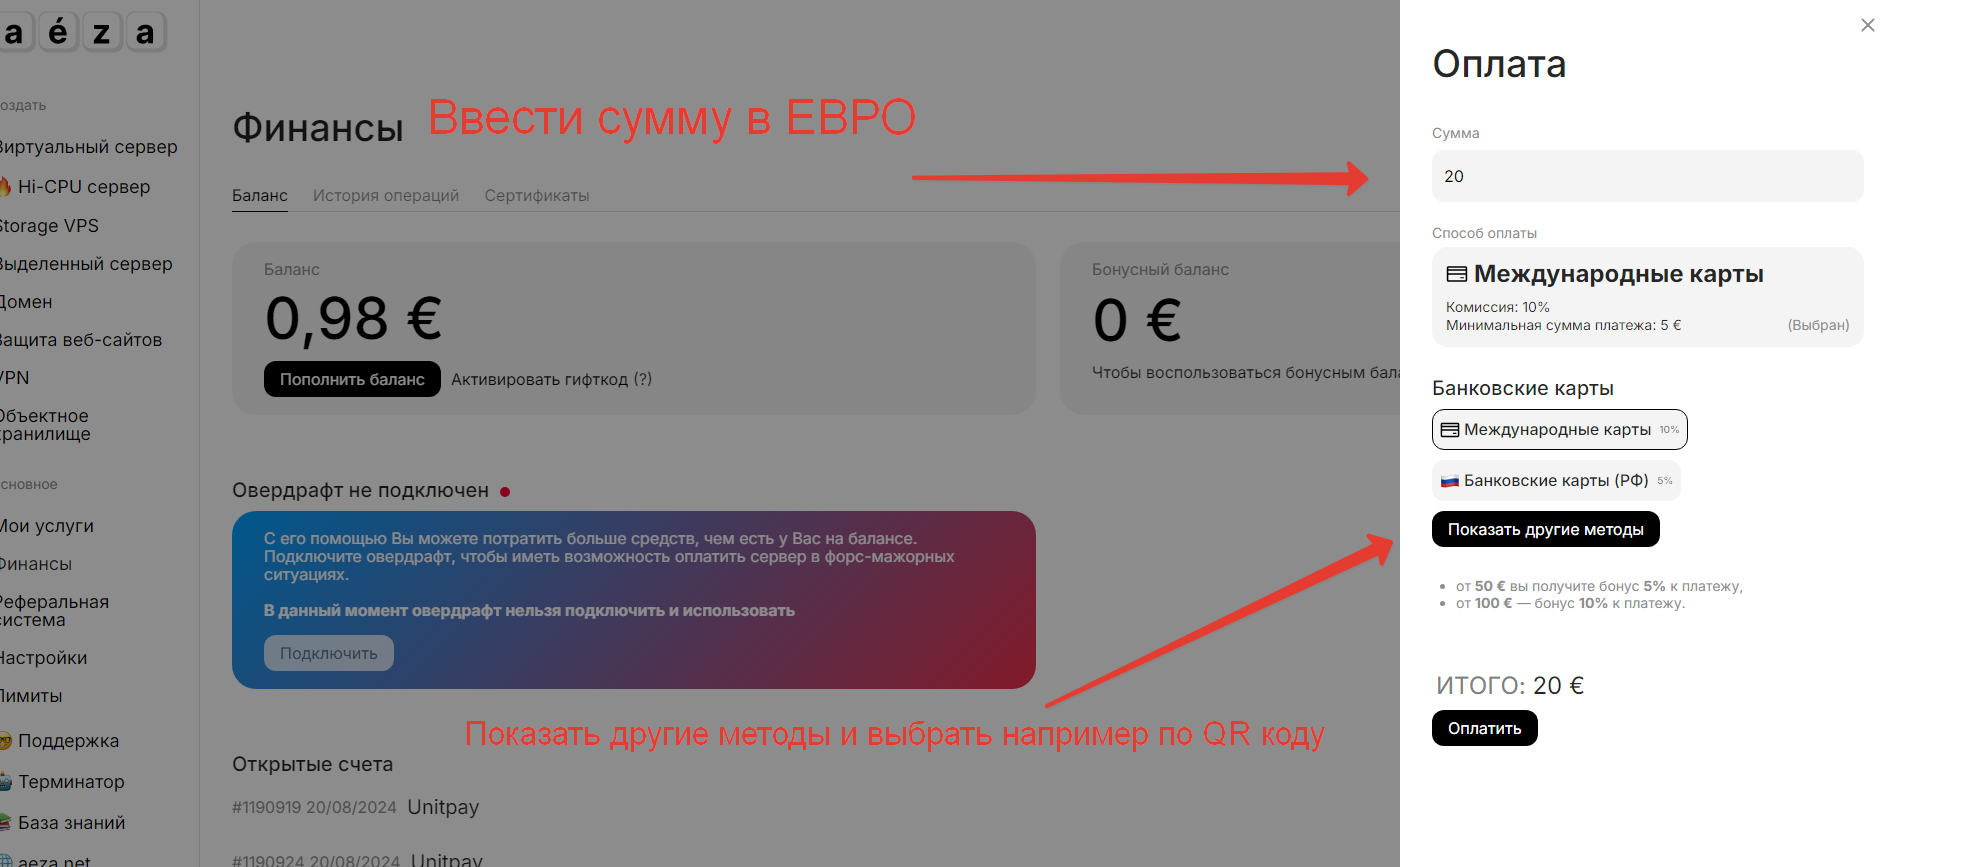 aéza
оздать
Виртуальный сервер
Hi-CPU сервер
Storage VPS
Выделенный сервер
Домен
Защита веб-сайтов
VPN
Объектное
хранилище
сновное
Мои услуги
Финансы
Реферальная
система
Настройки
Лимиты
Поддержка
Терминатор
База знаний
aeza.net
Финансы
Ввести сумму в ЕВРО
Баланс История операций Сертификаты
Баланс
0,98 €
Пополнить баланс Активировать гифткод (?)
Бонусный баланс
0 €
Чтобы воспользоваться бонусным бала
Овердрафт не подключен
С его помощью Вы можете потратить больше средств, чем есть у Вас на балансе.
Подключите овердрафт, чтобы иметь возможность оплатить сервер в форс-мажорных
ситуациях.
В данный момент овердрафт нельзя подключить и использовать
Подключить
Показать другие методы и выбрать например по QR коду
Открытые счета
#1190919 20/08/2024 Unitpay
#1190924 20/08/2024 Unitpay
Оплата
Сумма
20
Способ оплаты
Международные карты
Комиссия: 10%
Минимальная сумма платежа: 5 € (Выбран)
Банковские карты
Международные карты 10%
Банковские карты (РФ) 5%
Показать другие методы
• от 50 € вы получите бонус 5% к платежу,
• от 100 € — бонус 10% к платежу.
ИТОГО: 20 €
Оплатить